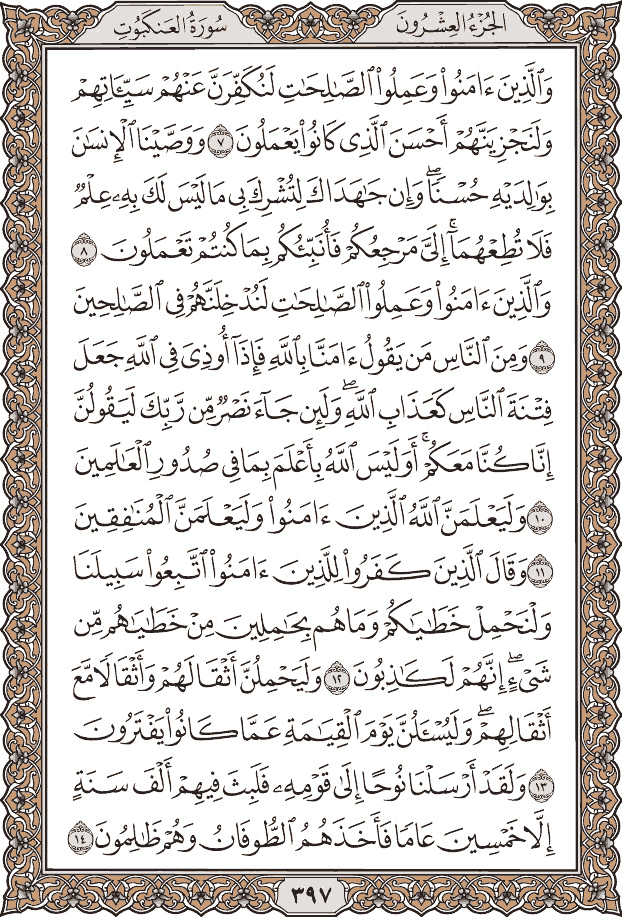 الجُزْءُ العِشْرُونَ
سُورَةُ العَنكَبُوتِ
وَٱلَّذِينَ ءَامَنُواْ وَعَمِلُواْ ٱلصَّٰلِحَٰتِ لَنُكَفِّرَنَّ عَنْهُمْ سَيِّـَٔاتِهِمْ
وَلَنَجْزِيَنَّهُمْ أَحْسَنَ ٱلَّذِى كَانُواْ يَعْمَلُونَ ٧ وَوَصَّيْنَا ٱلْإِنسَٰنَ
بِوَٰلِدَيْهِ حُسْنًاۖ وَإِن جَٰهَدَاكَ لِتُشْرِكَ بِى مَا لَيْسَ لَكَ بِهِۦ عِلْمٌ
فَلَا تُطِعْهُمَآۚ إِلَىَّ مَرْجِعُكُمْ فَأُنَبِّئُكُم بِمَا كُنتُمْ تَعْمَلُونَ ٨
وَٱلَّذِينَ ءَامَنُواْ وَعَمِلُواْ ٱلصَّٰلِحَٰتِ لَنُدْخِلَنَّهُمْ فِى ٱلصَّٰلِحِينَ
٩ وَمِنَ ٱلنَّاسِ مَن يَقُولُ ءَامَنَّا بِٱللَّهِ فَإِذَآ أُوذِىَ فِى ٱللَّهِ جَعَلَ
فِتْنَةَ ٱلنَّاسِ كَعَذَابِ ٱللَّهِۖ وَلَئِن جَآءَ نَصْرٌ مِّن رَّبِّكَ لَيَقُولُنَّ
إِنَّا كُنَّا مَعَكُمْۚ أَوَلَيْسَ ٱللَّهُ بِأَعْلَمَ بِمَا فِى صُدُورِ ٱلْعَٰلَمِينَ
١٠ وَلَيَعْلَمَنَّ ٱللَّهُ ٱلَّذِينَ ءَامَنُواْ وَلَيَعْلَمَنَّ ٱلْمُنَٰفِقِينَ
١١ وَقَالَ ٱلَّذِينَ كَفَرُواْ لِلَّذِينَ ءَامَنُواْ ٱتَّبِعُواْ سَبِيلَنَا
وَلْنَحْمِلْ خَطَٰيَٰكُمْ وَمَا هُم بِحَٰمِلِينَ مِنْ خَطَٰيَٰهُم مِّن
شَىْءٍۖ إِنَّهُمْ لَكَٰذِبُونَ ١٢ وَلَيَحْمِلُنَّ أَثْقَالَهُمْ وَأَثْقَالًا مَّعَ
أَثْقَالِهِمْۖ وَلَيُسْـَٔلُنَّ يَوْمَ ٱلْقِيَٰمَةِ عَمَّا كَانُواْ يَفْتَرُونَ
١٣ وَلَقَدْ أَرْسَلْنَا نُوحًا إِلَىٰ قَوْمِهِۦ فَلَبِثَ فِيهِمْ أَلْفَ سَنَةٍ
إِلَّا خَمْسِينَ عَامًا فَأَخَذَهُمُ ٱلطُّوفَانُ وَهُمْ ظَٰلِمُونَ ١٤
٣٩٧